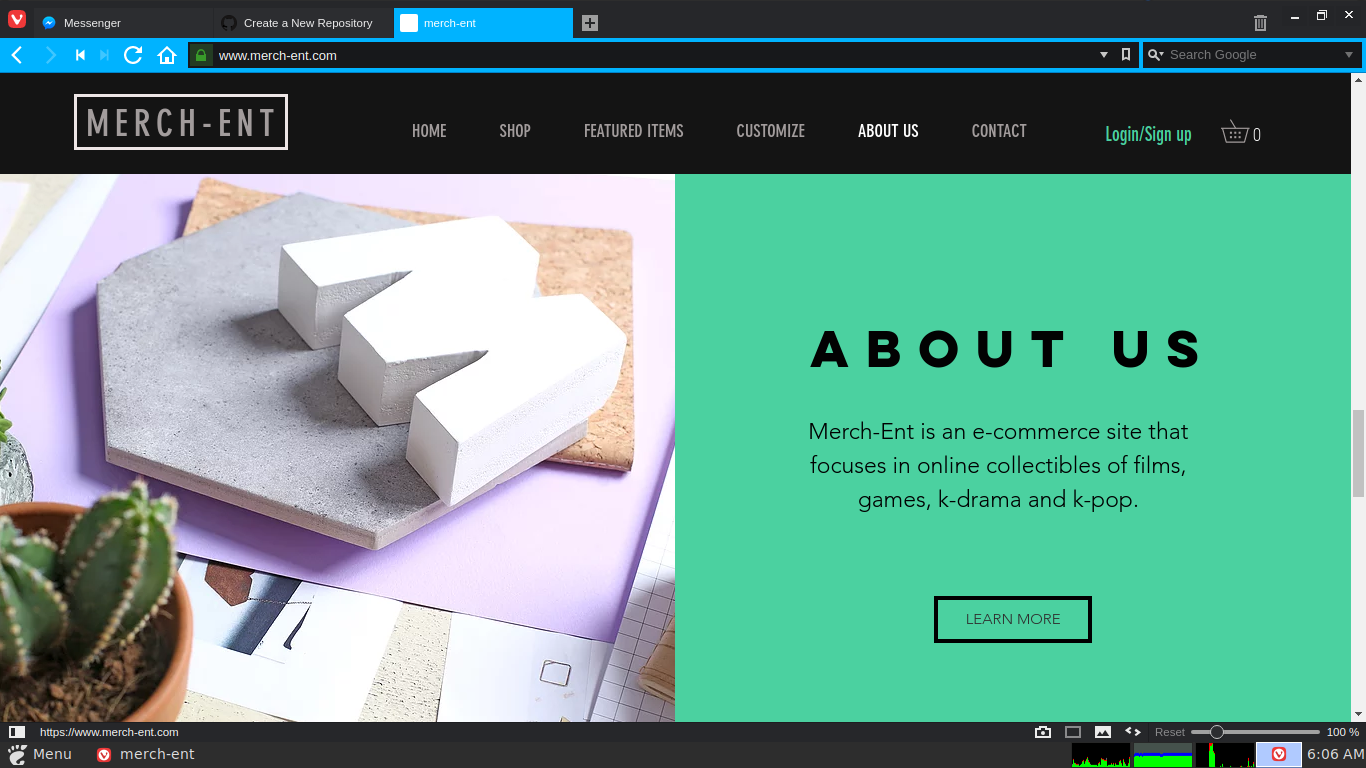 Messenger
Create a New Repository
merch-ent
www.merch-ent.com
Search Google
MERCH-ENT
HOME
SHOP
FEATURED ITEMS
CUSTOMIZE
ABOUT US
CONTACT
Login/Sign up
0
ABOUT US
Merch-Ent is an e-commerce site that
focuses in online collectibles of films,
games, k-drama and k-pop.
LEARN MORE
https://www.merch-ent.com
Reset
100 %
Menu
merch-ent
6:06 AM